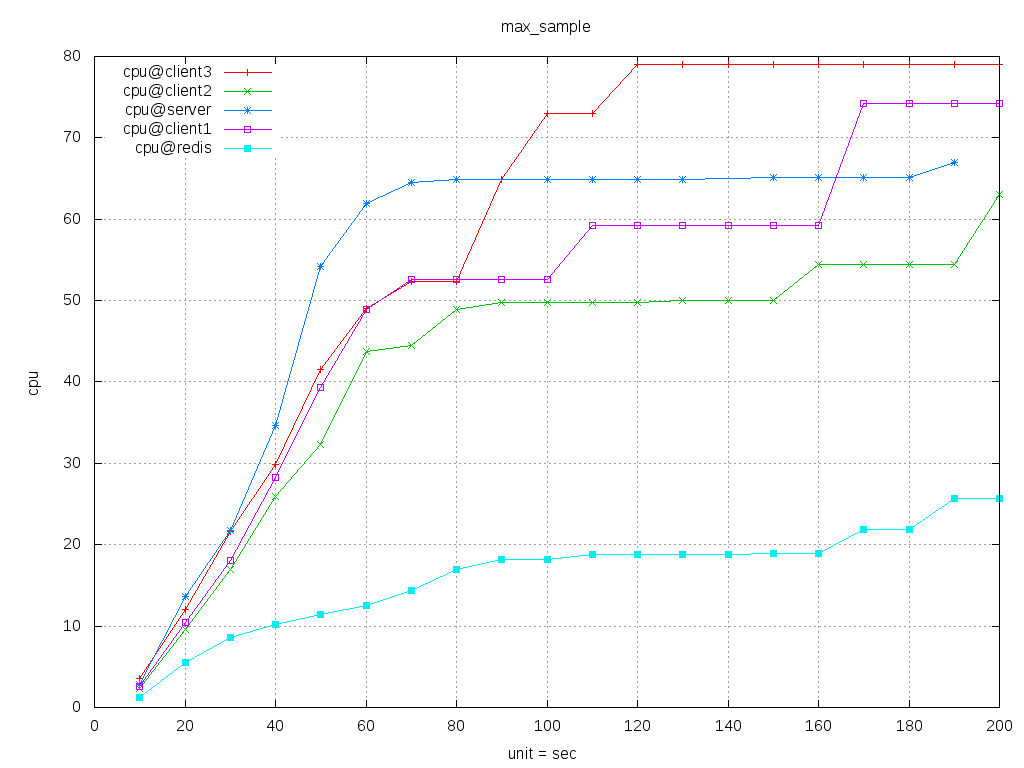 max_sample
80
70
60
50
40
30
20
10
0
cpu
cpu@client3
cpu@client2
cpu@server
cpu@client1
cpu@redis
0 20 40 60 80 100 120 140 160 180 200
unit = sec